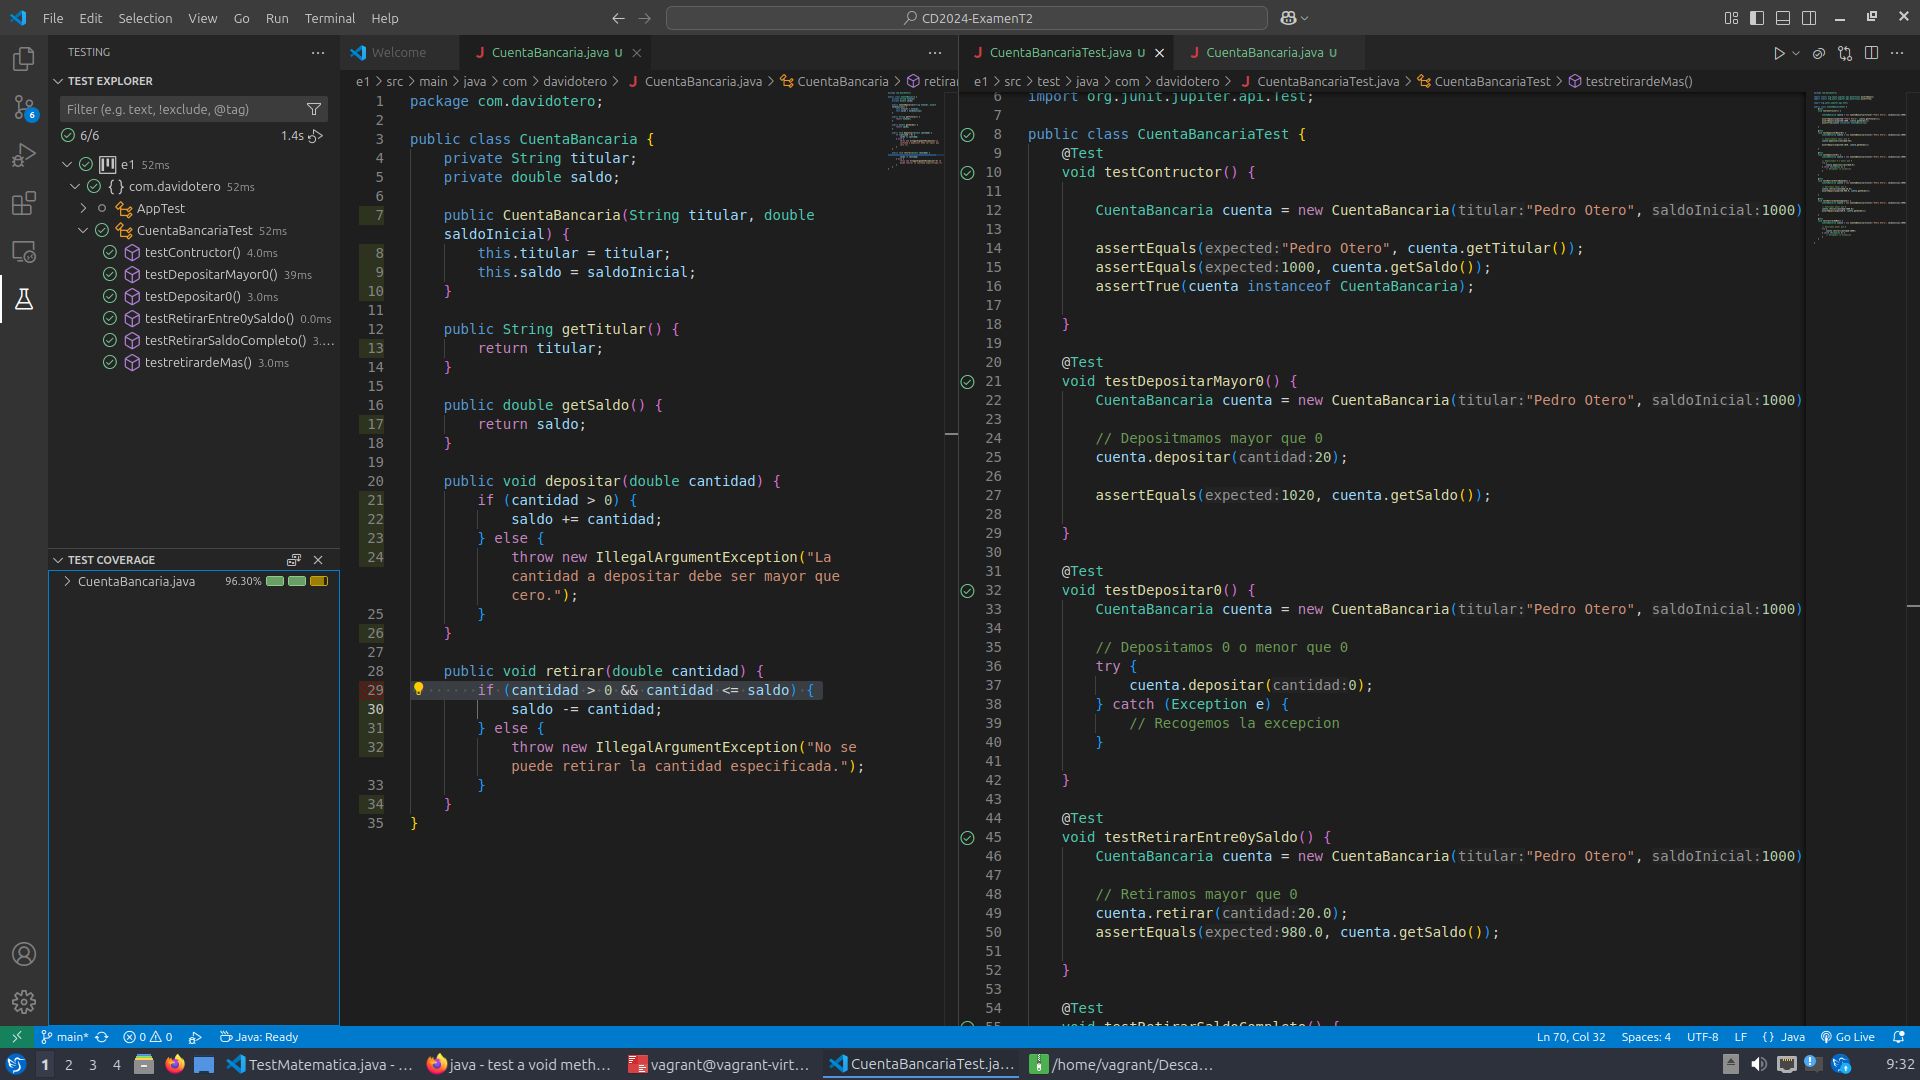 File Edit Selection View Go Run Terminal Help
CD2024-ExamenT2
TESTING
TEST EXPLORER
Filter (e.g. text, !exclude, @tag)
6/6 1.4s
e1 52ms
{} com.davidotero 52ms
AppTest
CuentaBancariaTest 52ms
testContructor() 4.0ms
testDepositarMayor0() 39ms
testDepositar0() 3.0ms
testRetirarEntre0ySaldo() 0.0ms
testRetirarSaldoCompleto() 3....
testretirardeMas() 3.0ms
TEST COVERAGE
CuentaBancaria.java 96.30%
6
Welcome
J CuentaBancaria.java U
e1 > src > main > java > com > davidotero > J CuentaBancaria.java > CuentaBancaria > retirar
1 package com.davidotero;
2
3 public class CuentaBancaria {
4 private String titular;
5 private double saldo;
6
7 public CuentaBancaria(String titular, double
saldoInicial) {
8 this.titular = titular;
9 this.saldo = saldoInicial;
10 }
11
12 public String getTitular() {
13 return titular;
14 }
15
16 public double getSaldo() {
17 return saldo;
18 }
19
20 public void depositar(double cantidad) {
21 if (cantidad > 0) {
22 saldo += cantidad;
23 } else {
24 throw new IllegalArgumentException("La
cantidad a depositar debe ser mayor que
cero.");
25 }
26 }
27
28 public void retirar(double cantidad) {
29 if (cantidad > 0 && cantidad <= saldo) {
30 saldo -= cantidad;
31 } else {
32 throw new IllegalArgumentException("No se
puede retirar la cantidad especificada.");
33 }
34 }
35 }
J CuentaBancariaTest.java U
J CuentaBancaria.java U
e1 > src > test > java > com > davidotero > J CuentaBancariaTest.java > CuentaBancariaTest > testretirardeMas()
6 import org.junit.jupiter.api.Test;
7
8 public class CuentaBancariaTest {
9 @Test
10 void testContructor() {
11
12 CuentaBancaria cuenta = new CuentaBancaria(titular:"Pedro Otero", saldoInicial:1000)
13
14 assertEquals(expected:"Pedro Otero", cuenta.getTitular());
15 assertEquals(expected:1000, cuenta.getSaldo());
16 assertTrue(cuenta instanceof CuentaBancaria);
17
18 }
19
20 @Test
21 void testDepositarMayor0() {
22 CuentaBancaria cuenta = new CuentaBancaria(titular:"Pedro Otero", saldoInicial:1000)
23
24 // Depositmamos mayor que 0
25 cuenta.depositar(cantidad:20);
26
27 assertEquals(expected:1020, cuenta.getSaldo());
28
29 }
30
31 @Test
32 void testDepositar0() {
33 CuentaBancaria cuenta = new CuentaBancaria(titular:"Pedro Otero", saldoInicial:1000)
34
35 // Depositamos 0 o menor que 0
36 try {
37 cuenta.depositar(cantidad:0);
38 } catch (Exception e) {
39 // Recogemos la excepcion
40 }
41
42 }
43
44 @Test
45 void testRetirarEntre0ySaldo() {
46 CuentaBancaria cuenta = new CuentaBancaria(titular:"Pedro Otero", saldoInicial:1000)
47
48 // Retiramos mayor que 0
49 cuenta.retirar(cantidad:20.0);
50 assertEquals(expected:980.0, cuenta.getSaldo());
51
52 }
53
54 @Test
55 void testRetirarSaldoCompleto() {
main* 0 0 Java: Ready
Ln 70, Col 32 Spaces: 4 UTF-8 LF {} Java Go Live
1 2 3 4 TestMatematica.java - ... java - test a void meth... vagrant@vagrant-virt... CuentaBancariaTest.ja... /home/vagrant/Desca... 9:32